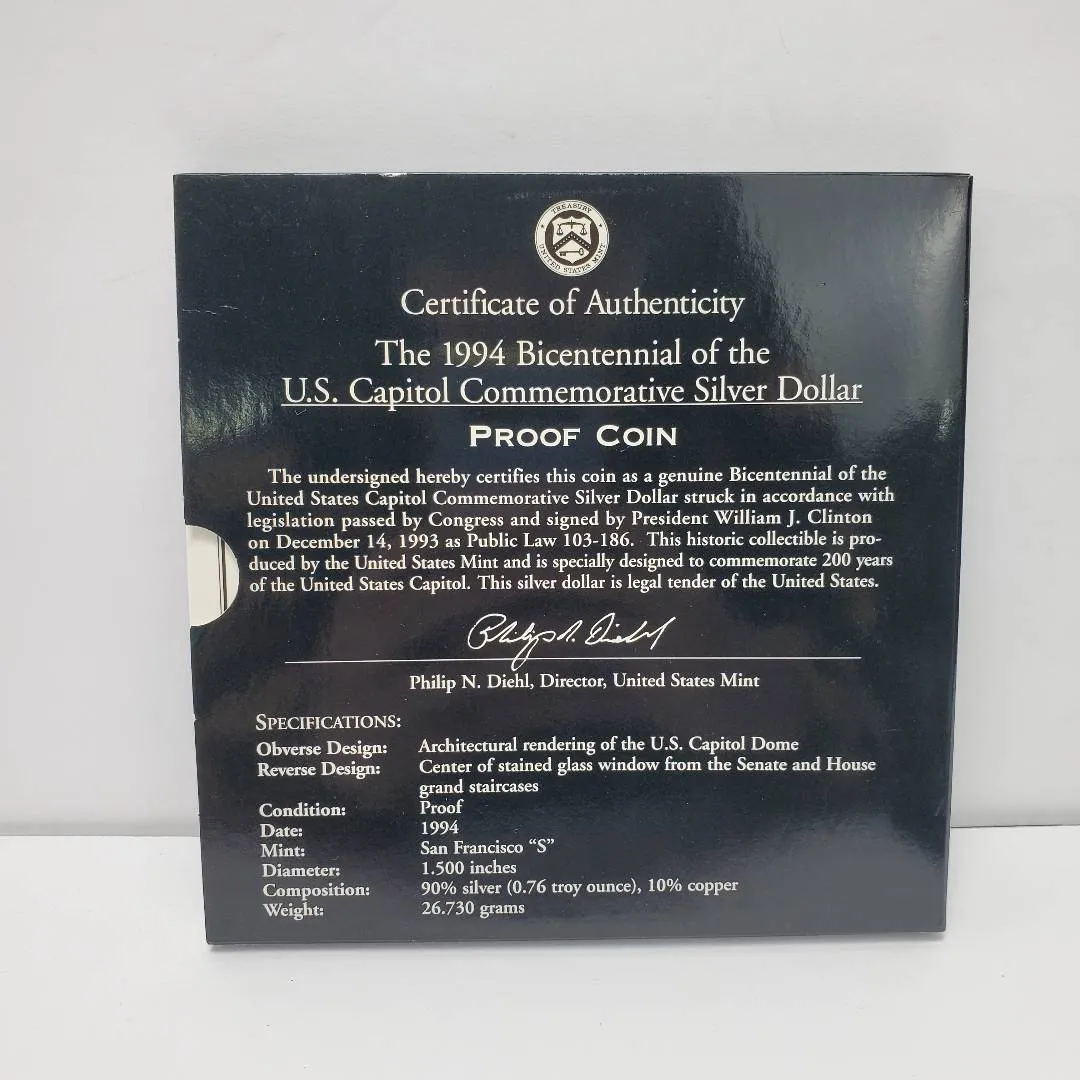 TREASURY
UNITED STATES MINT
Certificate of Authenticity
The 1994 Bicentennial of the
U.S. Capitol Commemorative Silver Dollar
PROOF COIN
The undersigned hereby certifies this coin as a genuine Bicentennial of the
United States Capitol Commemorative Silver Dollar struck in accordance with
legislation passed by Congress and signed by President William J. Clinton
on December 14, 1993 as Public Law 103-186. This historic collectible is pro-
duced by the United States Mint and is specially designed to commemorate 200 years
of the United States Capitol. This silver dollar is legal tender of the United States.
Philip N. Diehl
Philip N. Diehl, Director, United States Mint
SPECIFICATIONS:
Obverse Design: Architectural rendering of the U.S. Capitol Dome
Reverse Design: Center of stained glass window from the Senate and House
grand staircases
Condition: Proof
Date: 1994
Mint: San Francisco “S”
Diameter: 1.500 inches
Composition: 90% silver (0.76 troy ounce), 10% copper
Weight: 26.730 grams